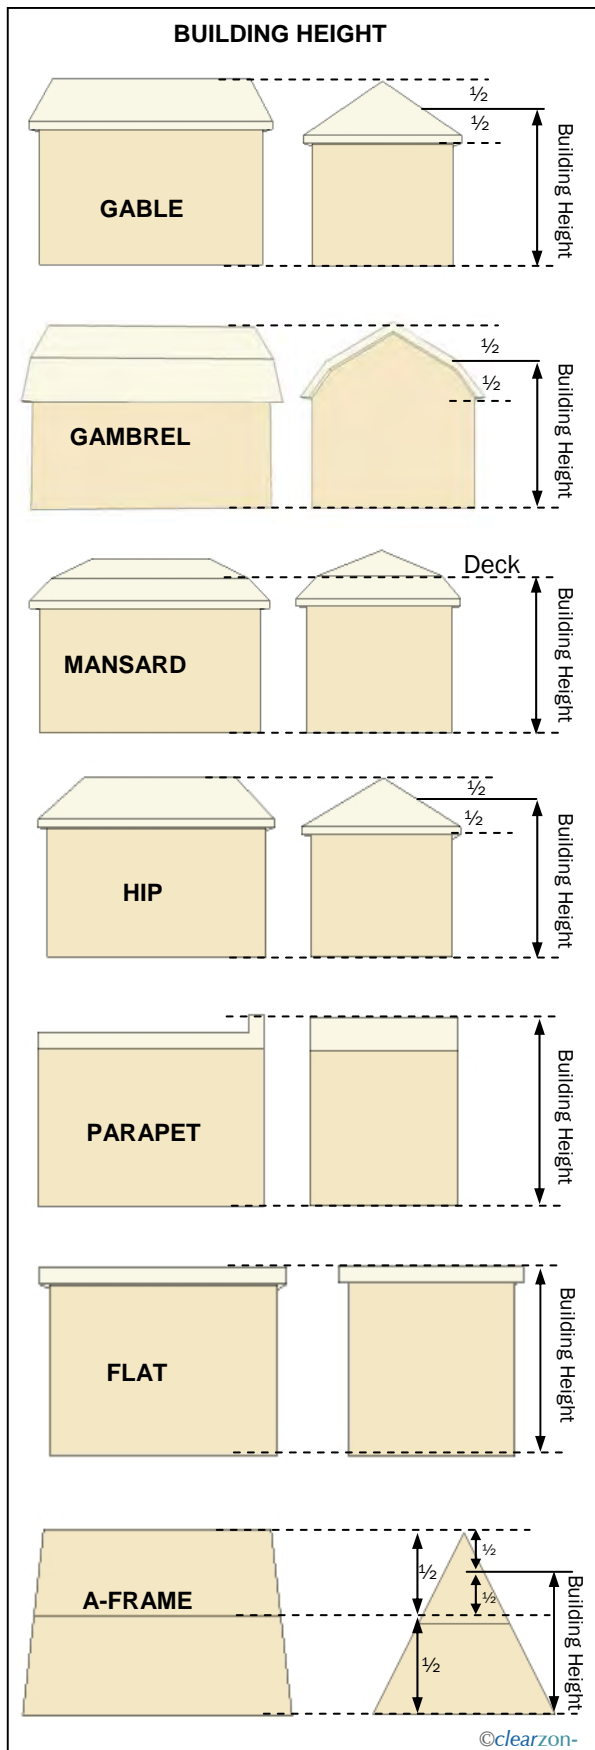 BUILDING HEIGHT
½
½
Building Height
GABLE
½
½
Building Height
GAMBREL
Deck
Building Height
MANSARD
½
½
Building Height
HIP
Building Height
PARAPET
Building Height
FLAT
½
½
½
½
Building Height
A-FRAME
©clearzon-